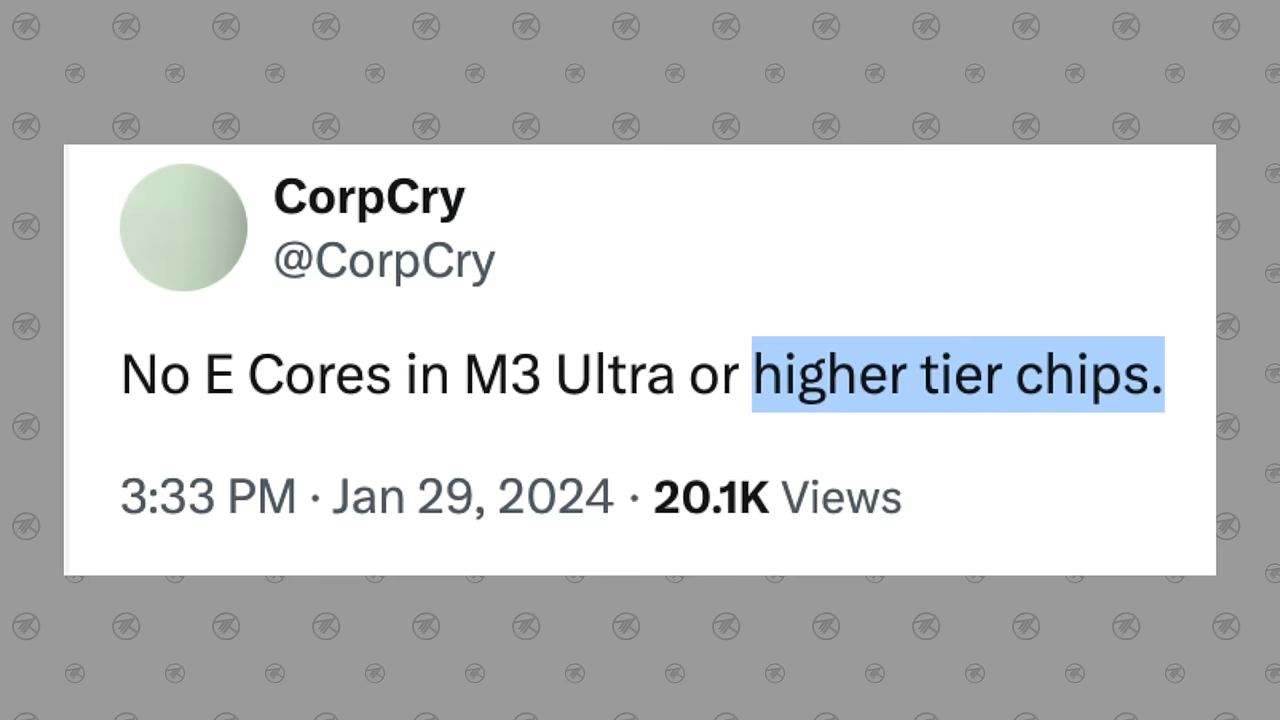 CorpCry
@CorpCry
No E Cores in M3 Ultra or higher tier chips.
3:33 PM · Jan 29, 2024 · 20.1K Views